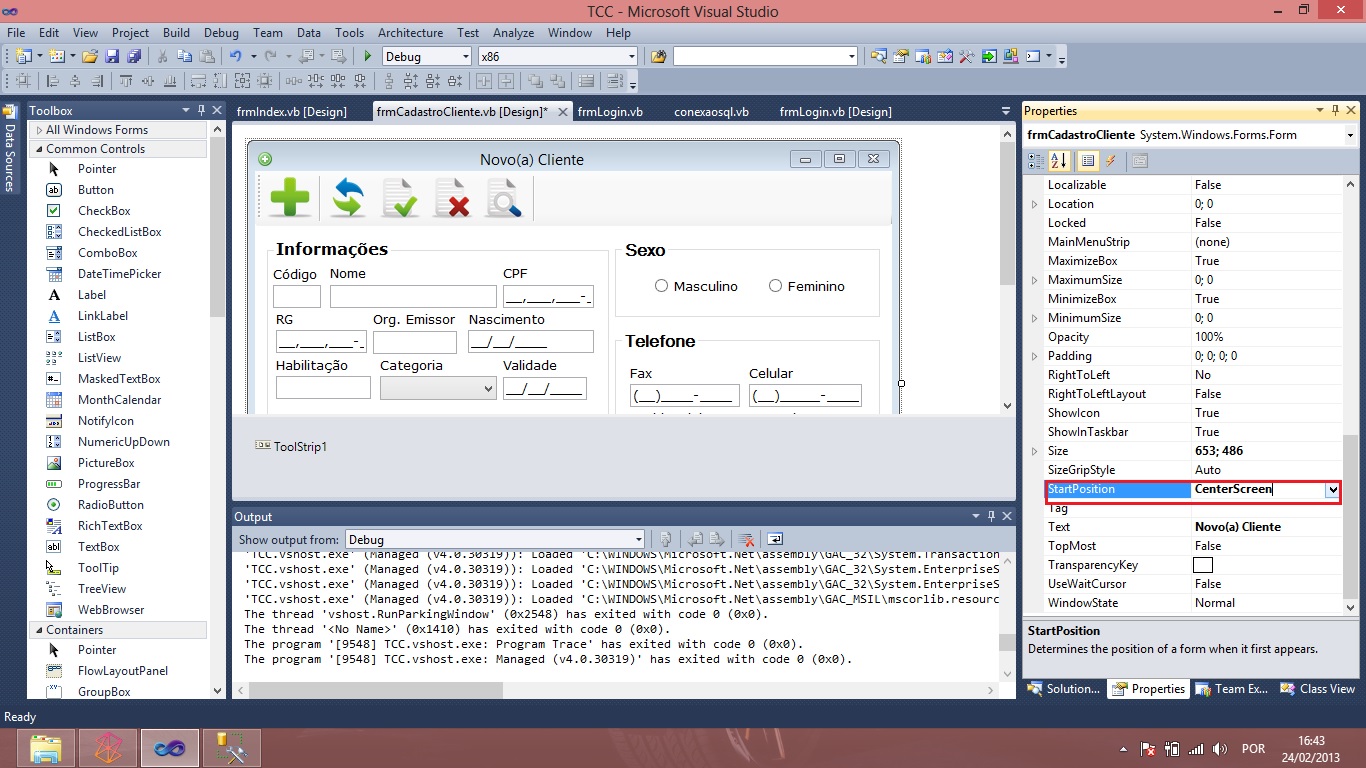 TCC - Microsoft Visual Studio
File Edit View Project Build Debug Team Data Tools Architecture Test Analyze Window Help
Debug x86
Data Sources
Toolbox
All Windows Forms
Common Controls
Pointer
Button
CheckBox
CheckedListBox
ComboBox
DateTimePicker
Label
LinkLabel
ListBox
ListView
MaskedTextBox
MonthCalendar
NotifyIcon
NumericUpDown
PictureBox
ProgressBar
RadioButton
RichTextBox
TextBox
ToolTip
TreeView
WebBrowser
Containers
Pointer
FlowLayoutPanel
GroupBox
frmIndex.vb [Design] frmCadastroCliente.vb [Design]* frmLogin.vb conexaosql.vb frmLogin.vb [Design]
Novo(a) Cliente
Informações
Código Nome CPF
__,___,___-_
RG Org. Emissor Nascimento
__,___,___-_ __/__/____
Habilitação Categoria Validade
__/__/____
Sexo
Masculino Feminino
Telefone
Fax Celular
(__)____-____ (__)_____-____
ToolStrip1
Output
Show output from: Debug
'TCC.vshost.exe' (Managed (v4.0.30319)): Loaded 'C:\WINDOWS\Microsoft.Net\assembly\GAC_32\System.Transaction
'TCC.vshost.exe' (Managed (v4.0.30319)): Loaded 'C:\WINDOWS\Microsoft.Net\assembly\GAC_32\System.EnterpriseS
'TCC.vshost.exe' (Managed (v4.0.30319)): Loaded 'C:\WINDOWS\Microsoft.Net\assembly\GAC_32\System.EnterpriseS
'TCC.vshost.exe' (Managed (v4.0.30319)): Loaded 'C:\WINDOWS\Microsoft.Net\assembly\GAC_MSIL\mscorlib.resourc
The thread 'vshost.RunParkingWindow' (0x2548) has exited with code 0 (0x0).
The thread '<No Name>' (0x1410) has exited with code 0 (0x0).
The program '[9548] TCC.vshost.exe: Program Trace' has exited with code 0 (0x0).
The program '[9548] TCC.vshost.exe: Managed (v4.0.30319)' has exited with code 0 (0x0).
Properties
frmCadastroCliente System.Windows.Forms.Form
Localizable False
Location 0; 0
Locked False
MainMenuStrip (none)
MaximizeBox True
MaximumSize 0; 0
MinimizeBox True
MinimumSize 0; 0
Opacity 100%
Padding 0; 0; 0; 0
RightToLeft No
RightToLeftLayout False
ShowIcon True
ShowInTaskbar True
Size 653; 486
SizeGripStyle Auto
StartPosition CenterScreen
Tag
Text Novo(a) Cliente
TopMost False
TransparencyKey
UseWaitCursor False
WindowState Normal
StartPosition
Determines the position of a form when it first appears.
Solution... Properties Team Ex... Class View
Ready
POR
16:43
24/02/2013